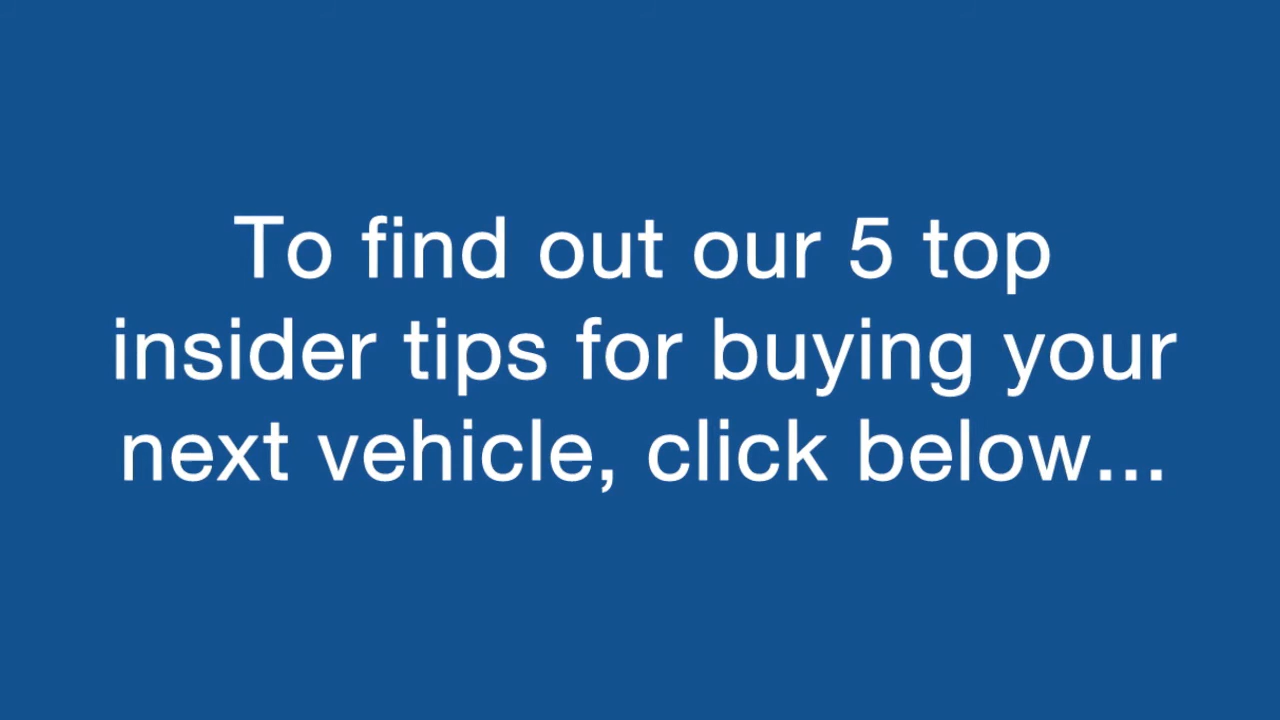 To find out our 5 top
insider tips for buying your
next vehicle, click below...